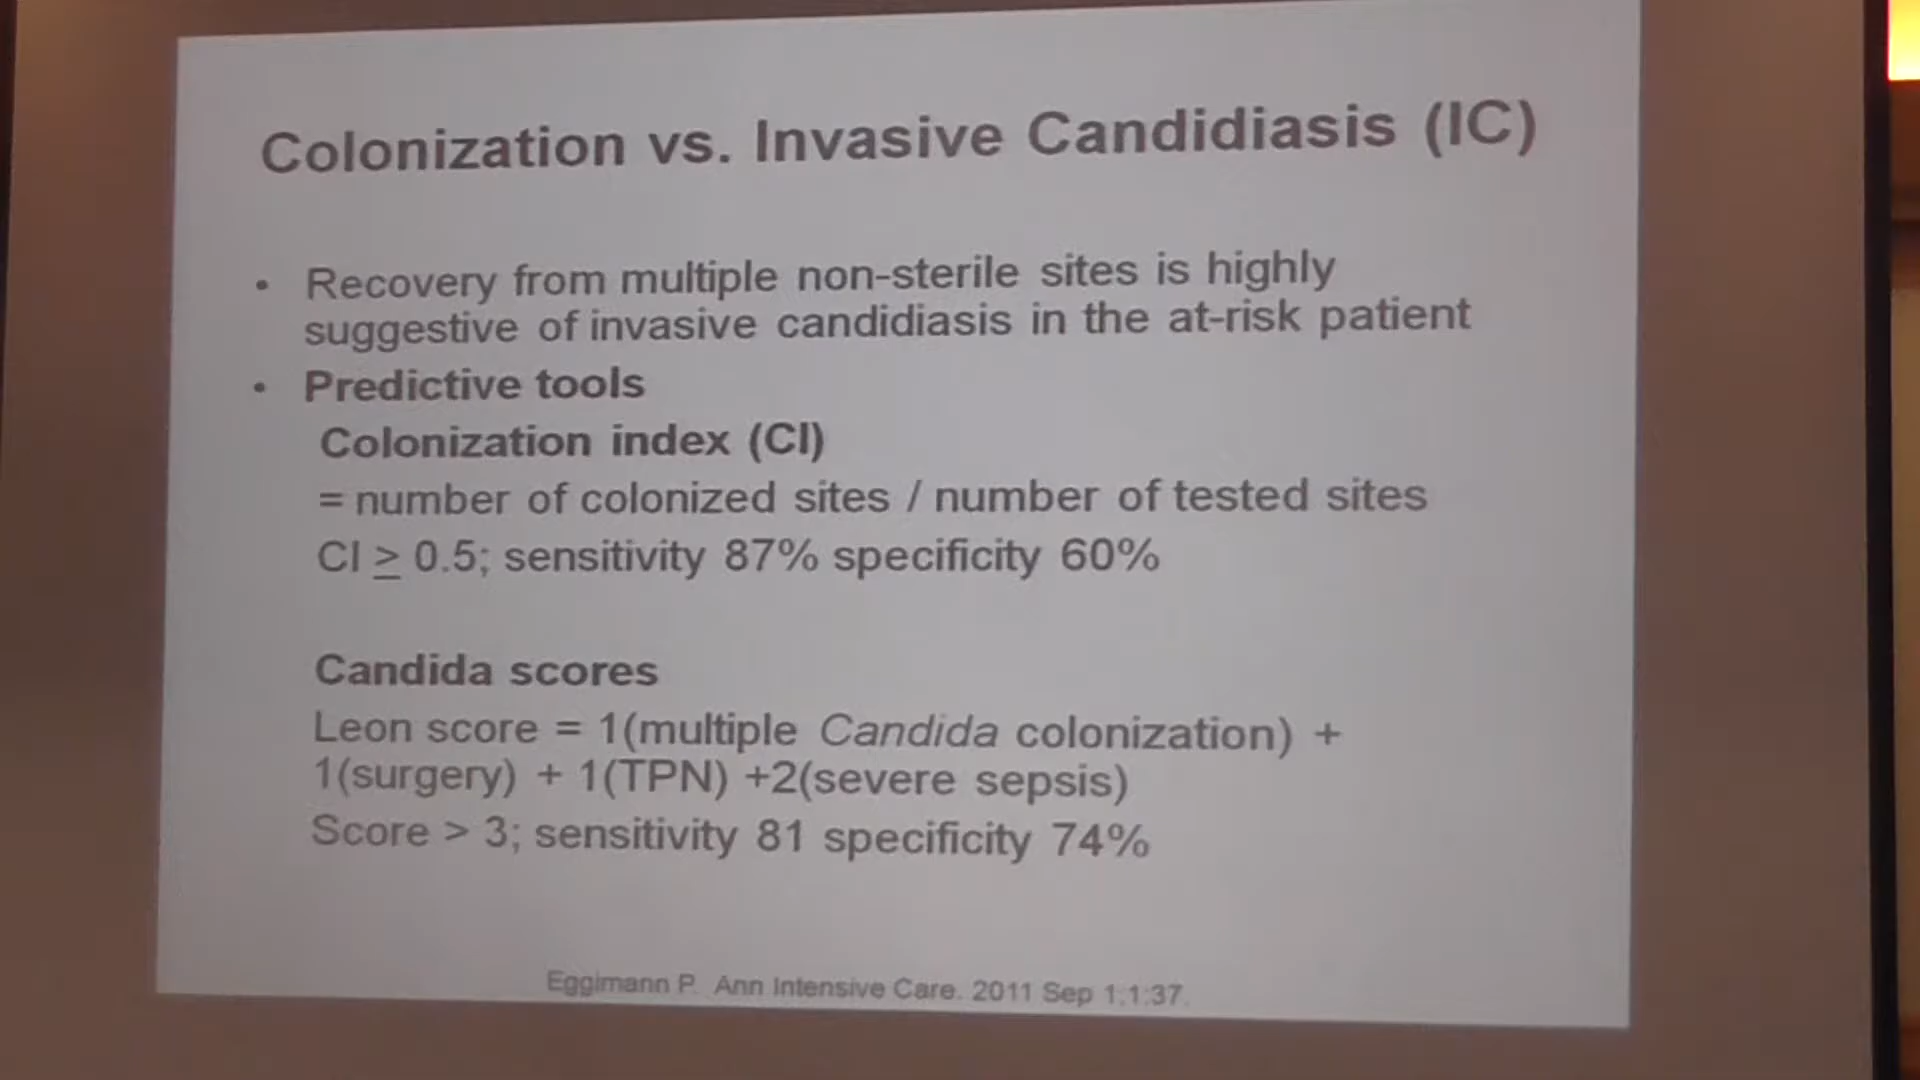 Colonization vs. Invasive Candidiasis (IC)
• Recovery from multiple non-sterile sites is highly
suggestive of invasive candidiasis in the at-risk patient
• Predictive tools
Colonization index (CI)
= number of colonized sites / number of tested sites
CI ≥ 0.5; sensitivity 87% specificity 60%
Candida scores
Leon score = 1(multiple Candida colonization) +
1(surgery) + 1(TPN) +2(severe sepsis)
Score > 3; sensitivity 81 specificity 74%
Eggimann P. Ann Intensive Care. 2011 Sep 1;1:37.